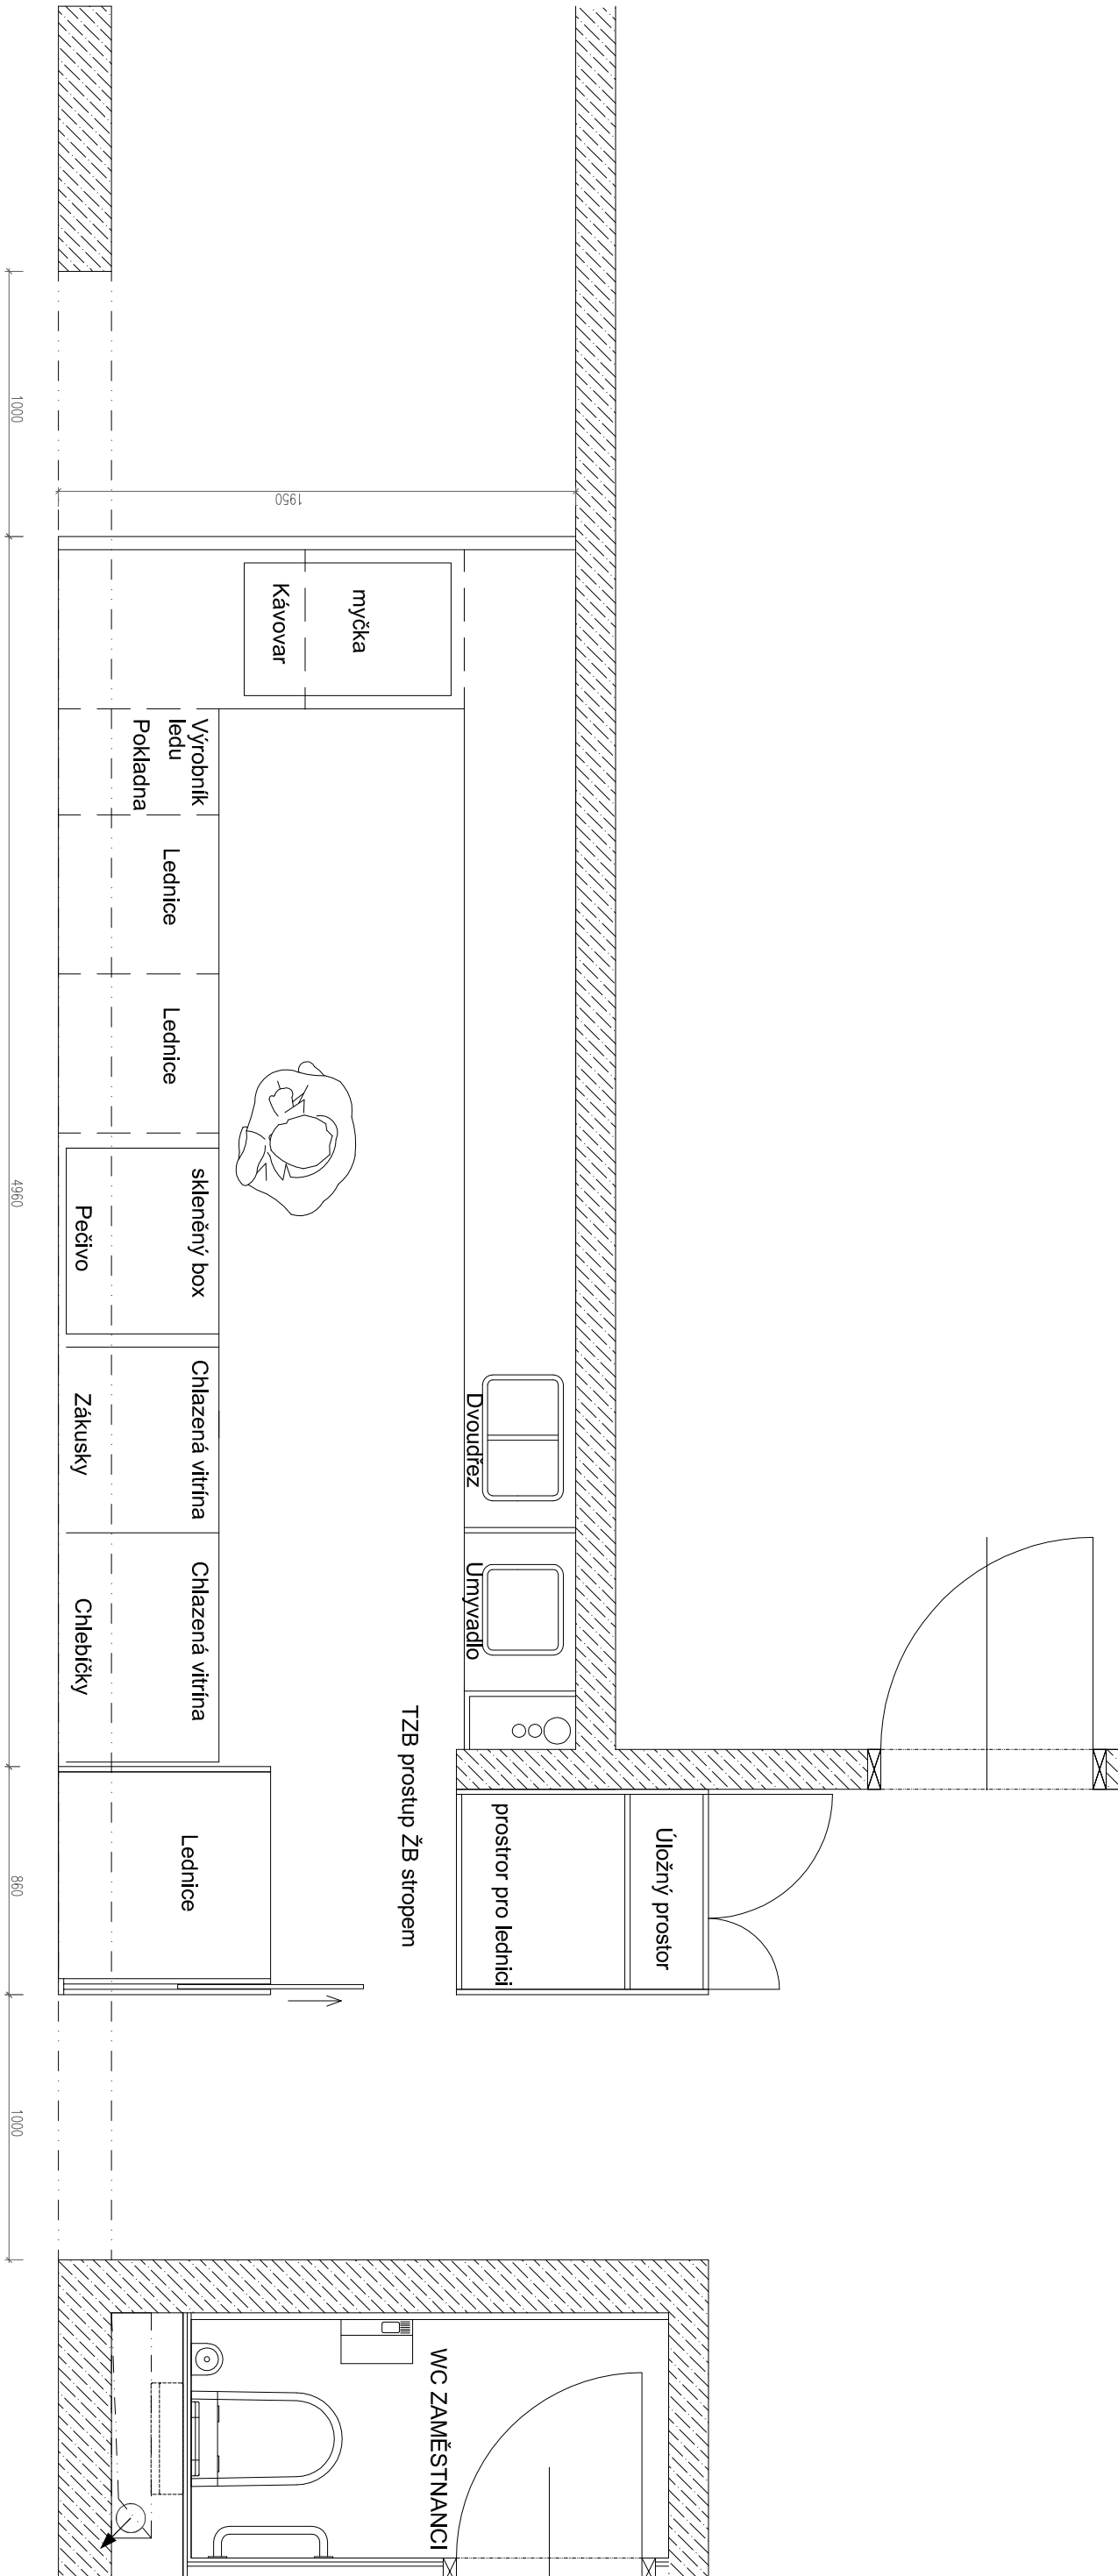 1000
1950
Kávovar
myčka
Výrobník
ledu
Pokladna
Lednice
Lednice
skleněný box
Pečivo
4960
Chlazená vitrína
Zákusky
Dvoudřez
Chlazená vitrína
Chlebíčky
Umyvadlo
TZB prostup ŽB stropem
Lednice
860
prostror pro lednici
Úložný prostor
1000
WC ZAMĚSTNANCI